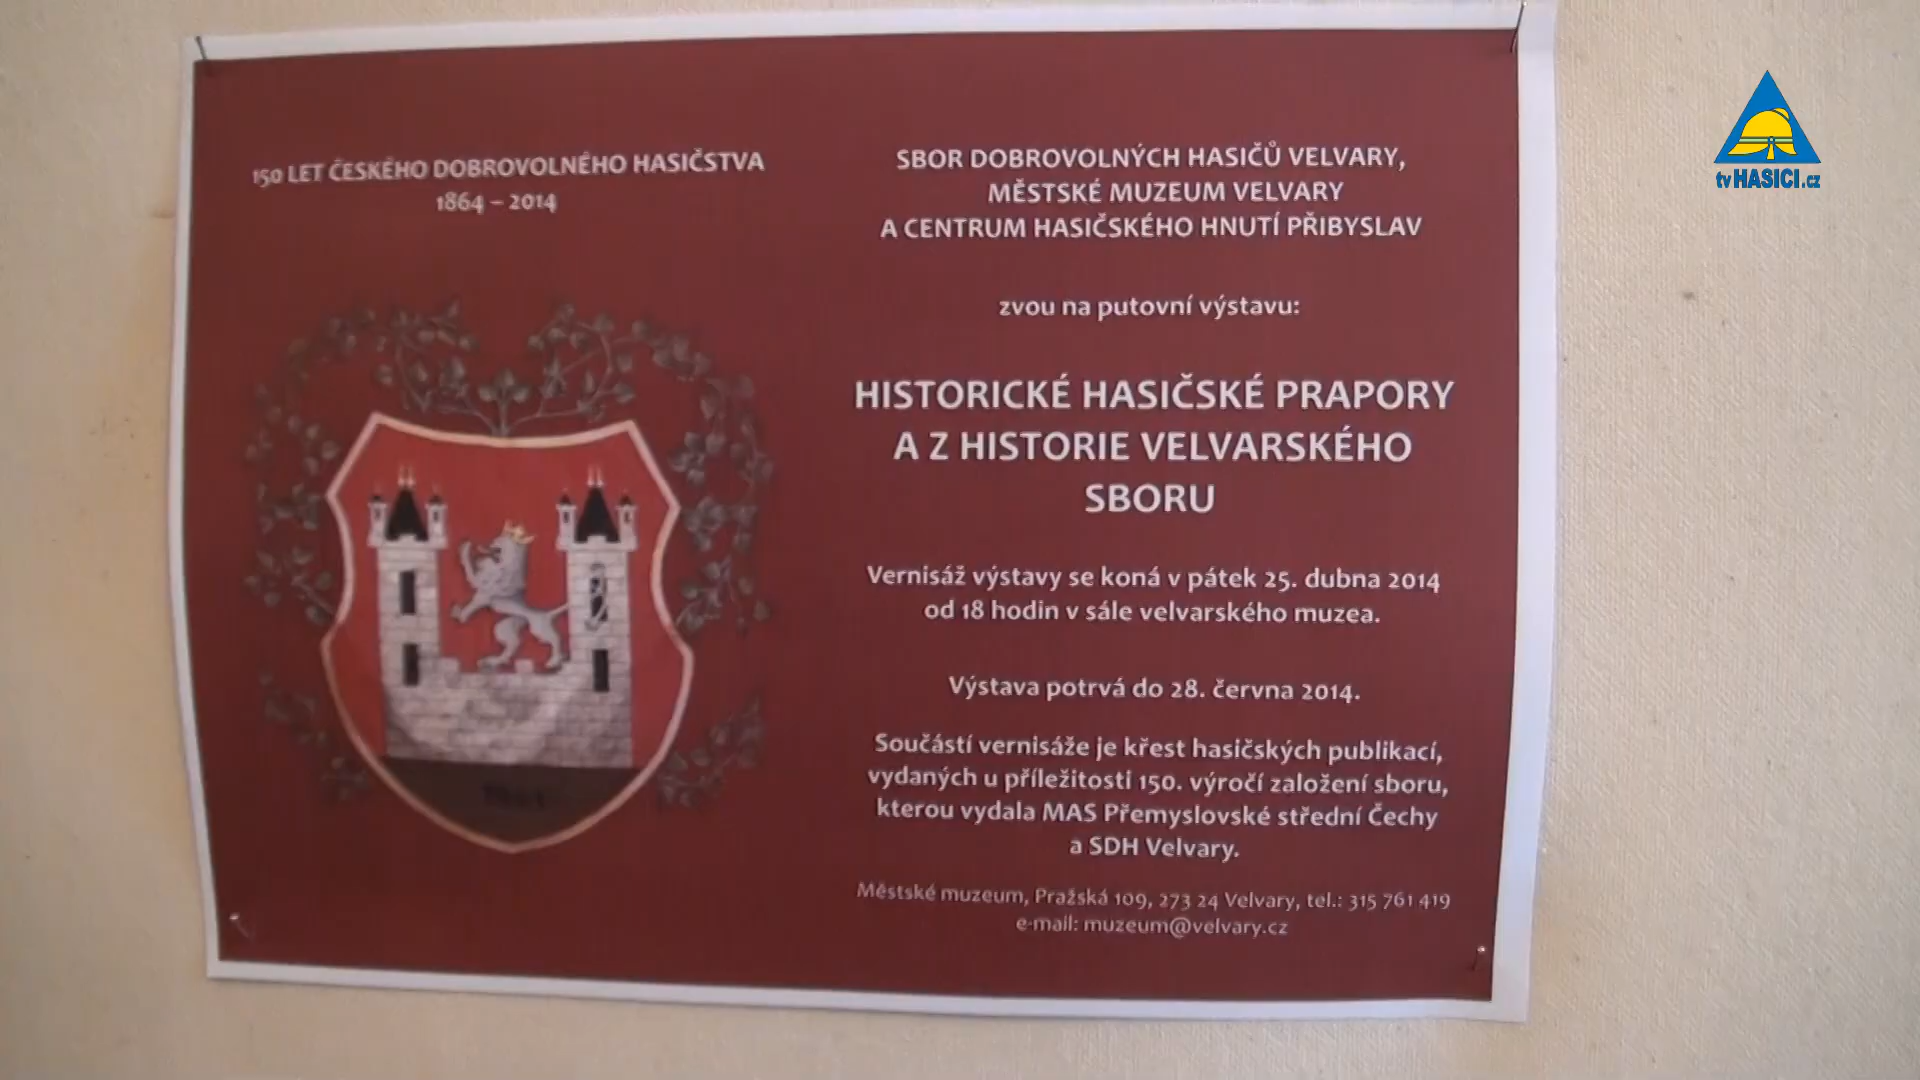 150 LET ČESKÉHO DOBROVOLNÉHO HASIČSTVA
1864 – 2014
SBOR DOBROVOLNÝCH HASIČŮ VELVARY,
MĚSTSKÉ MUZEUM VELVARY
A CENTRUM HASIČSKÉHO HNUTÍ PŘIBYSLAV
zvou na putovní výstavu:
HISTORICKÉ HASIČSKÉ PRAPORY
A Z HISTORIE VELVARSKÉHO
SBORU
Vernisáž výstavy se koná v pátek 25. dubna 2014
od 18 hodin v sále velvarského muzea.
Výstava potrvá do 28. června 2014.
Součástí vernisáže je křest hasičských publikací,
vydaných u příležitosti 150. výročí založení sboru,
kterou vydala MAS Přemyslovské střední Čechy
a SDH Velvary.
Městské muzeum, Pražská 109, 273 24 Velvary, tel.: 315 761 419
e-mail: muzeum@velvary.cz
tv HASICI.cz